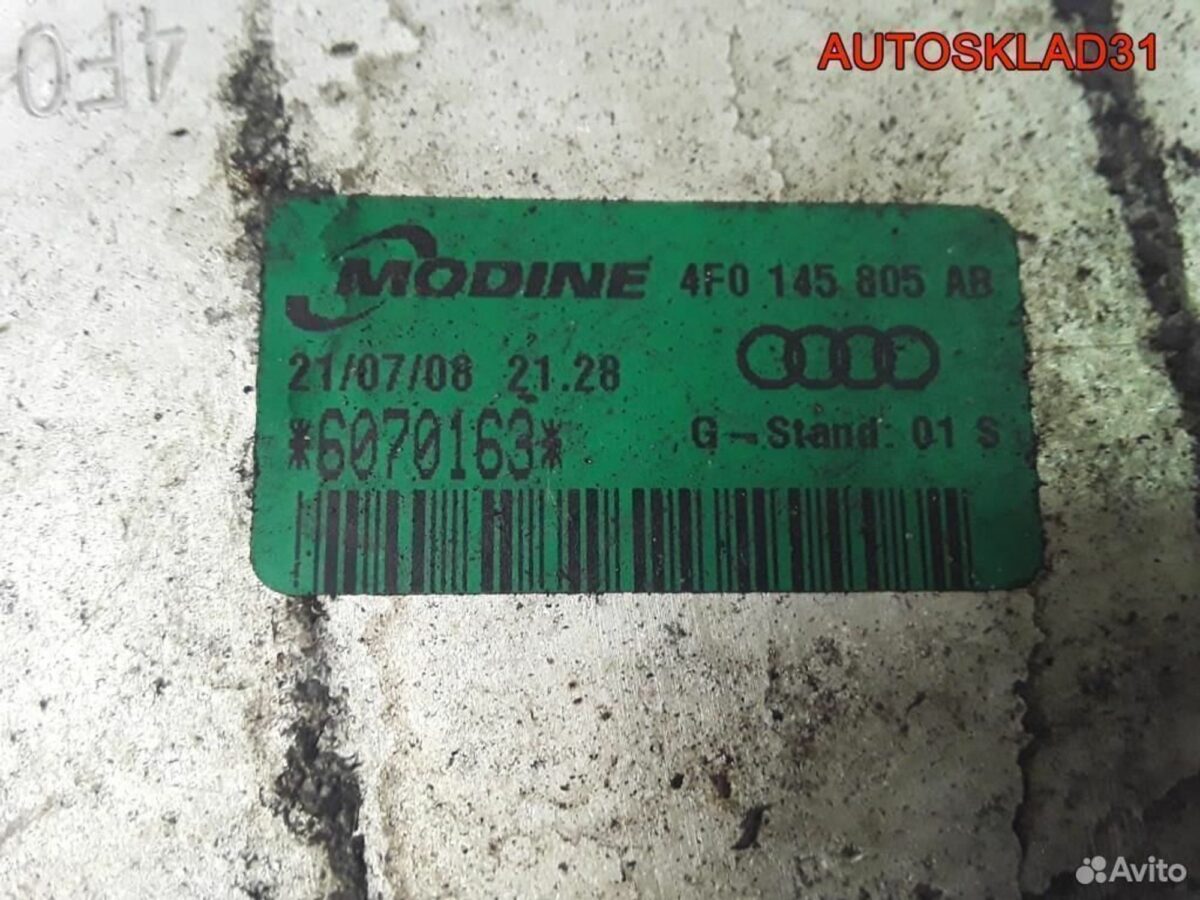 AUTOSKLAD31
4F0
MODINE 4F0 145 805 AB
21/07/08 21.28
*6070163*
G-Stand: 01 S
Avito